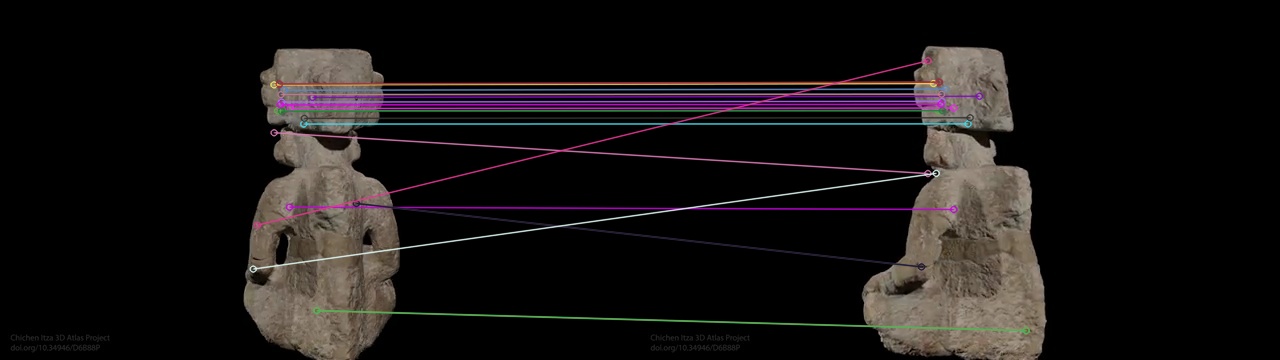 Chichen Itza 3D Atlas Project
doi.org/10.34946/D6B88P
Chichen Itza 3D Atlas Project
doi.org/10.34946/D6B88P